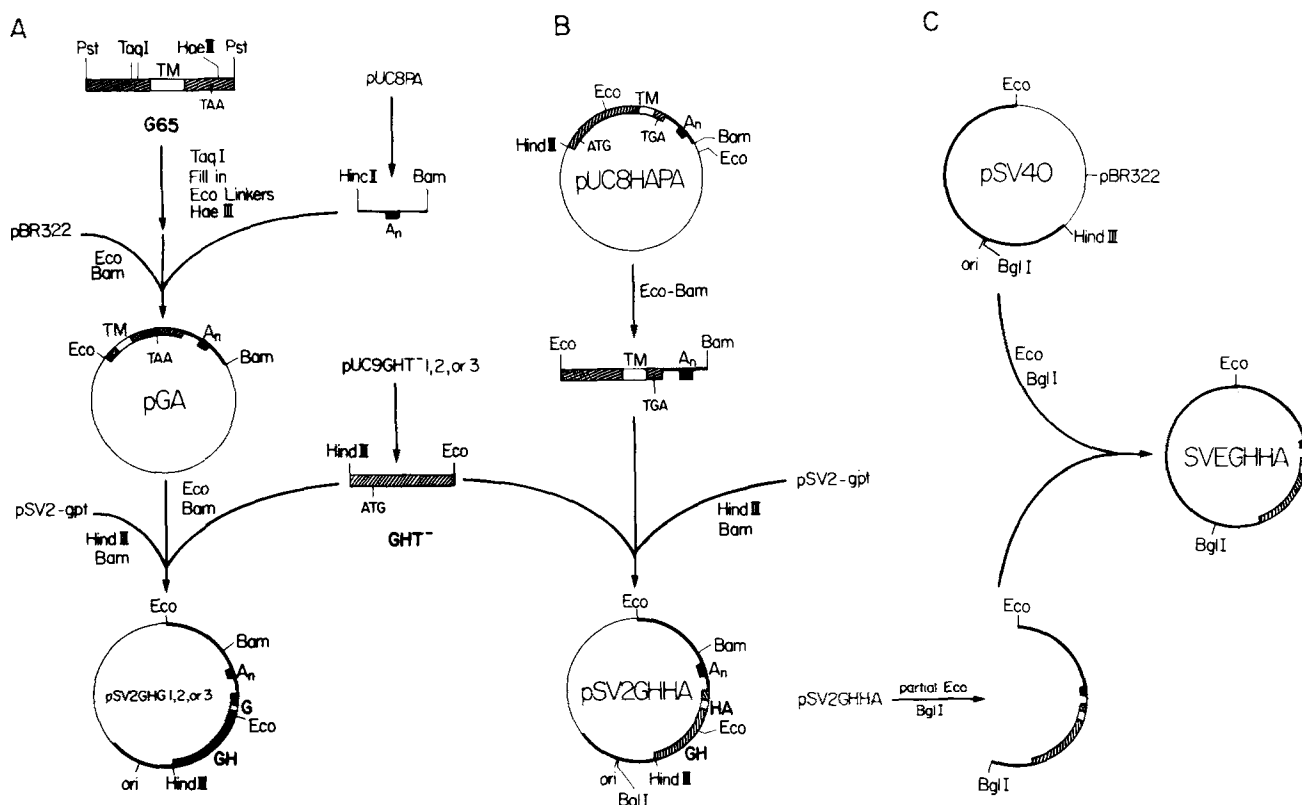 A
Pst
TaqI
HaeⅢ
Pst
TM
TAA
G65
TaqI
Fill in
Eco Linkers
HaeⅢ
pUC8PA
HincⅡ
Bam
An
pBR322
Eco
Bam
Eco
TM
TAA
An
Bam
pGA
pUC9GHT⁻ 1,2, or 3
HindⅢ
Eco
ATG
GHT⁻
pSV2-gpt
HindⅢ
Bam
Eco
Bam
Eco
Bam
An
G
Eco
GH
HindⅢ
ori
pSV2GHG 1,2, or 3
B
Eco
TM
An
Bam
Eco
TGA
ATG
HindⅢ
pUC8HAPA
Eco-Bam
Eco
TM
An
Bam
TGA
pSV2-gpt
HindⅢ
Bam
Eco
Bam
An
HA
Eco
GH
HindⅢ
BglI
ori
pSV2GHHA
C
Eco
pSV40
pBR322
HindⅢ
BglI
ori
Eco
BglI
Eco
SVEGHHA
BglI
pSV2GHHA
partial Eco
BglI
Eco
BglI